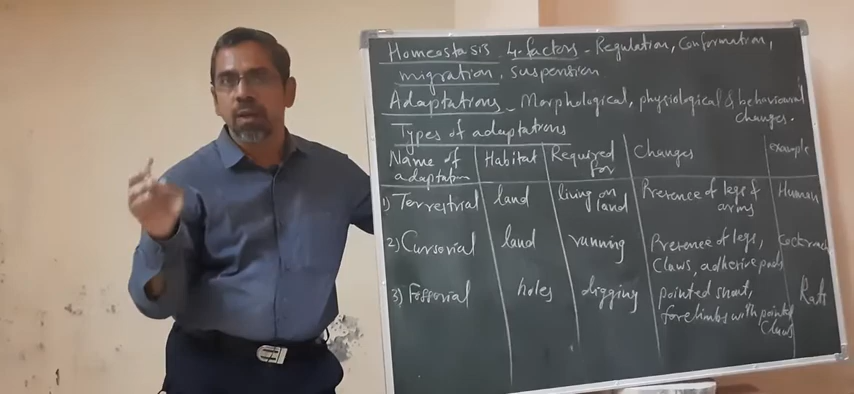 Homeostasis 4-factors - Regulation, Conformation,
migration, suspension
Adaptations - Morphological, physiological & behavioural
changes.
Types of adaptations
Name of adaptation Habitat Required for Changes example
1) Terrestrial land living on land Presence of legs & arms Human
2) Cursorial land running Presence of legs, claws, adhesive pads Cockroach
3) Fossorial holes digging pointed snout, forelimbs with pointed claws Rats